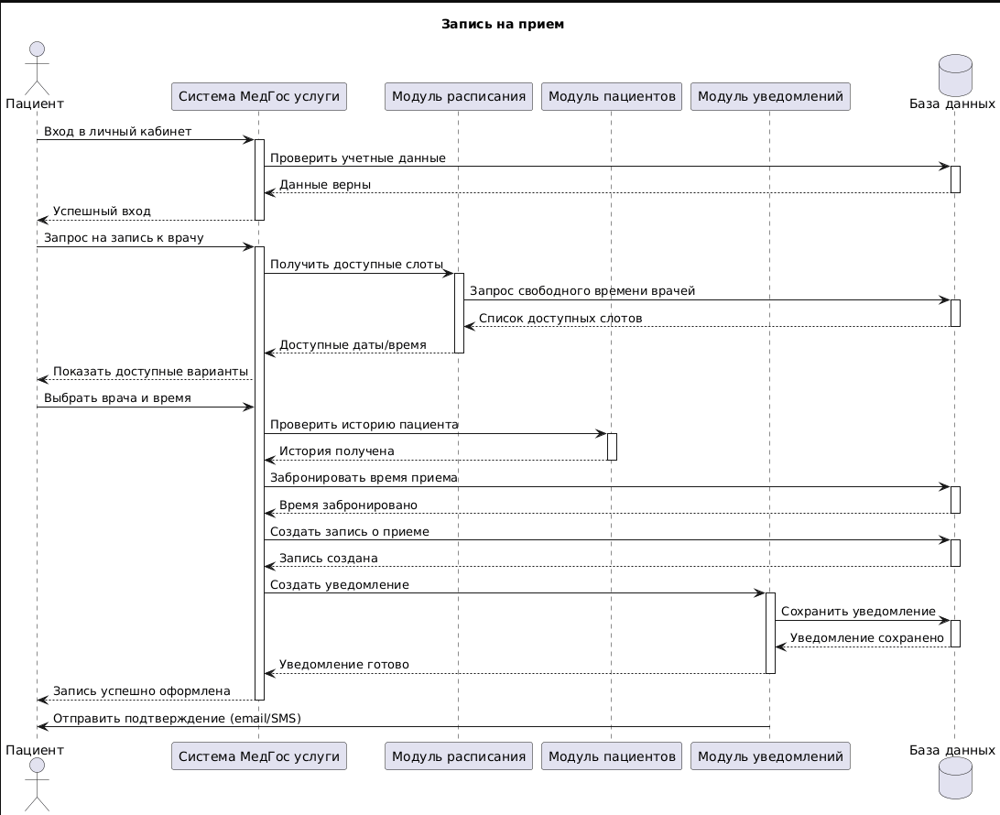 Запись на прием
Пациент
Система МедГос услуги
Модуль расписания
Модуль пациентов
Модуль уведомлений
База данных
Вход в личный кабинет
Проверить учетные данные
Данные верны
Успешный вход
Запрос на запись к врачу
Получить доступные слоты
Запрос свободного времени врачей
Список доступных слотов
Доступные даты/время
Показать доступные варианты
Выбрать врача и время
Проверить историю пациента
История получена
Забронировать время приема
Время забронировано
Создать запись о приеме
Запись создана
Создать уведомление
Сохранить уведомление
Уведомление сохранено
Уведомление готово
Запись успешно оформлена
Отправить подтверждение (email/SMS)
Пациент
Система МедГос услуги
Модуль расписания
Модуль пациентов
Модуль уведомлений
База данных